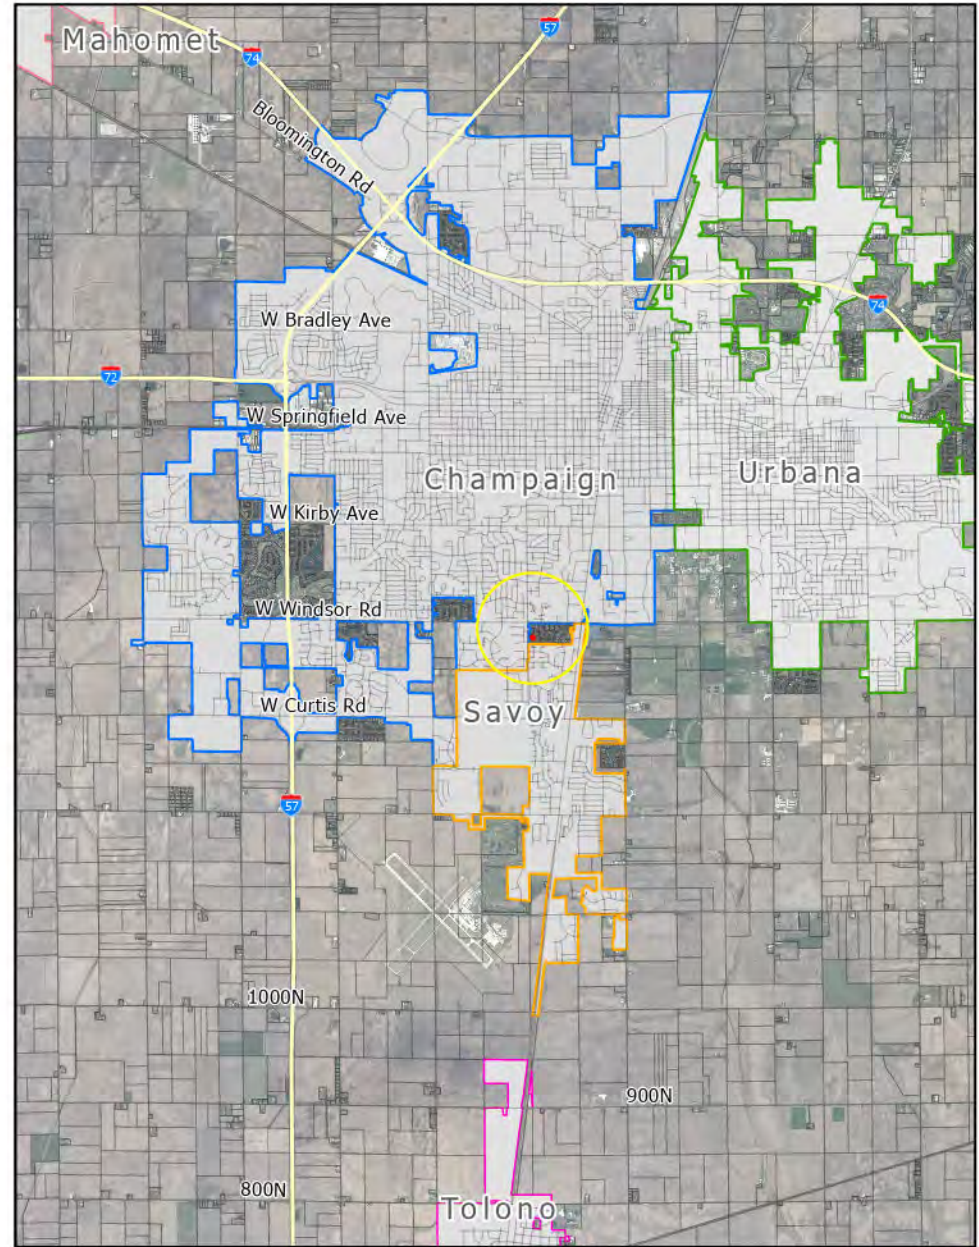 Mahomet
57
74
Bloomington Rd
W Bradley Ave
74
72
W Springfield Ave
Champaign
Urbana
W Kirby Ave
W Windsor Rd
W Curtis Rd
Savoy
57
1000N
900N
800N
Tolono